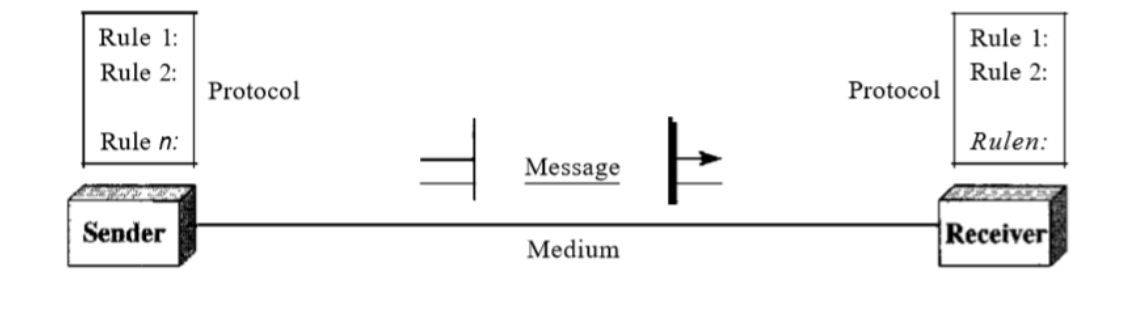 Rule 1:
Rule 2:
Protocol
Rule n:
Sender
Message
Medium
Rule 1:
Rule 2:
Protocol
Rulen:
Receiver